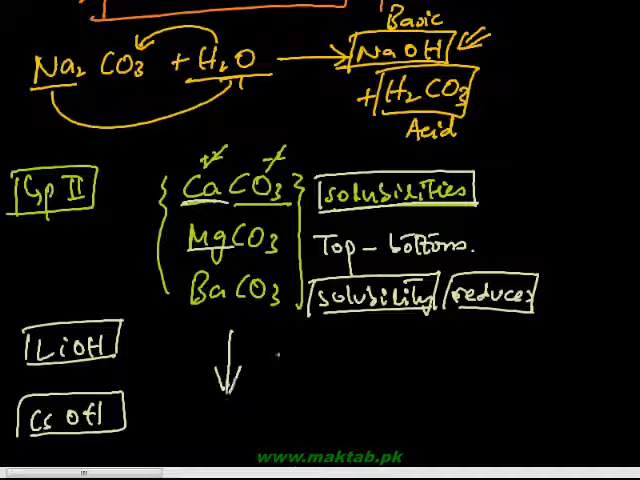 Basic
Na2 CO3 + H2O → NaOH
+ H2CO3
Acid
Gp II
CaCO3 solubilities
MgCO3 Top - bottoms.
BaCO3 solubility reduces
LiOH
CsOH
www.maktab.pk